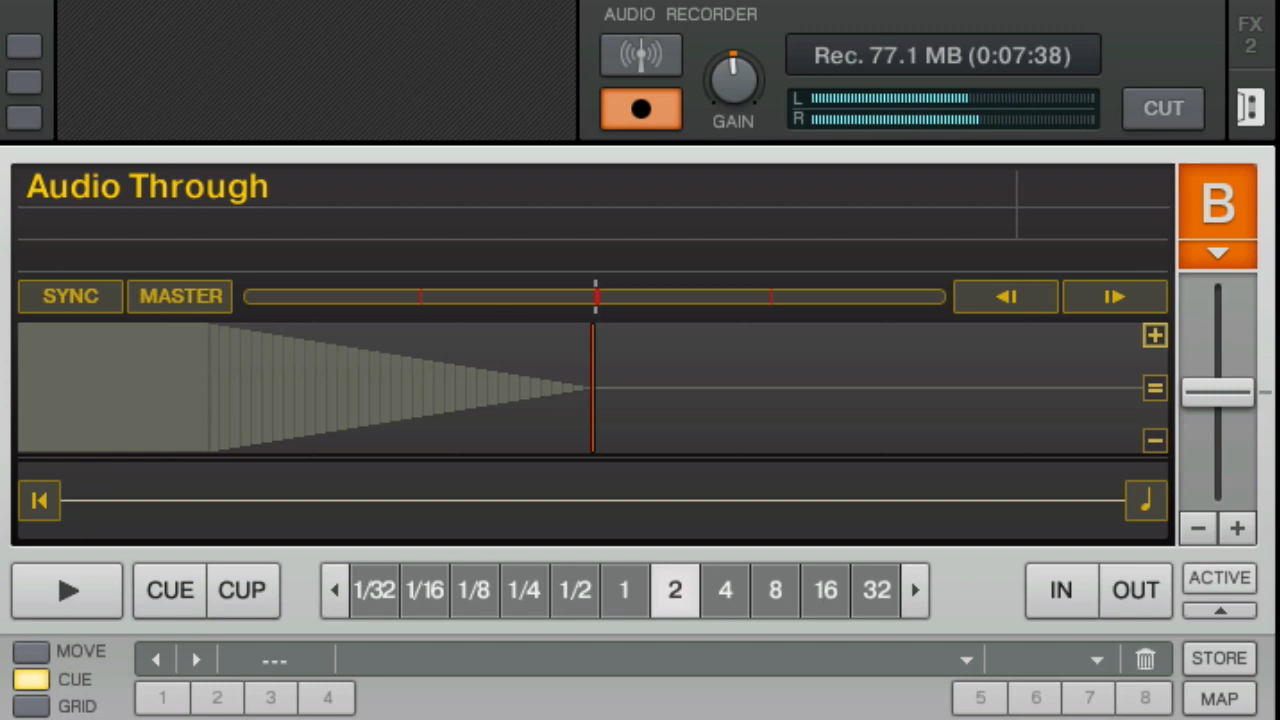 AUDIO RECORDER
FX
2
Rec. 77.1 MB (0:07:38)
L
R
GAIN
CUT
Audio Through
B
SYNC MASTER
CUE CUP 1/32 1/16 1/8 1/4 1/2 1 2 4 8 16 32 IN OUT ACTIVE
MOVE --- STORE
CUE
1 2 3 4 5 6 7 8 MAP
GRID